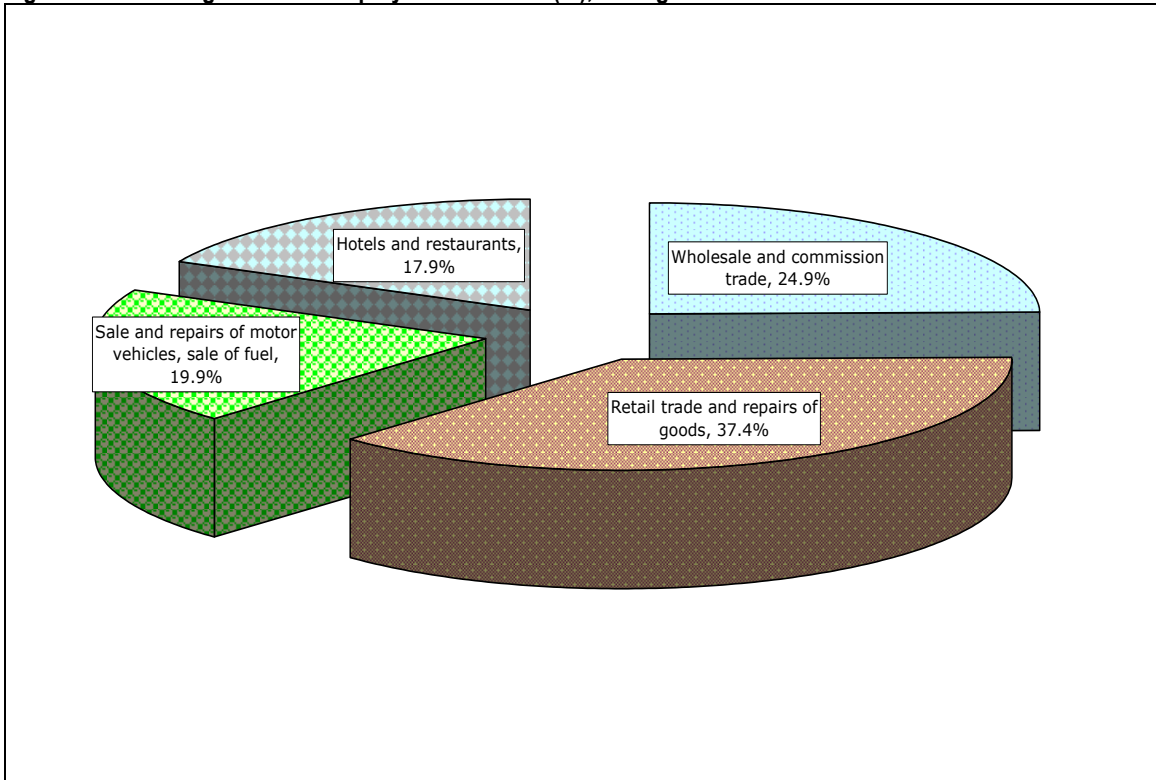 Hotels and restaurants,
17.9%
Wholesale and commission
trade, 24.9%
Sale and repairs of motor
vehicles, sale of fuel,
19.9%
Retail trade and repairs of
goods, 37.4%